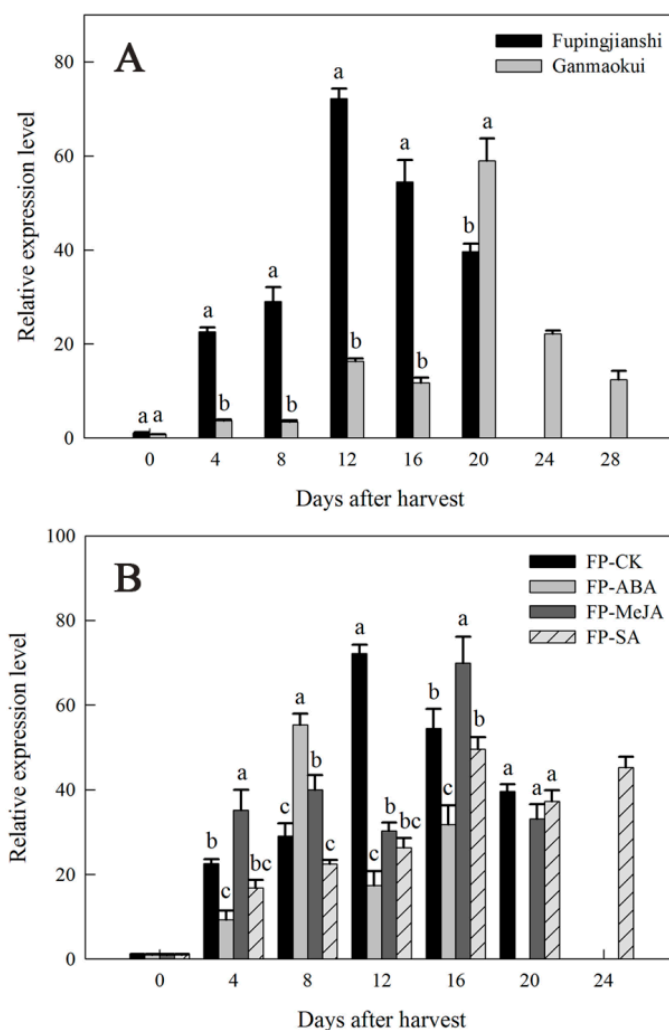 A
Fupingjianshi
Ganmaokui
Relative expression level
80
60
40
20
0
a a
a
b
a
b
a
b
a
b
b
a
0 4 8 12 16 20 24 28
Days after harvest
B
FP-CK
FP-ABA
FP-MeJA
FP-SA
Relative expression level
100
80
60
40
20
0
b
c
a
bc
c
a
b
c
a
c
b
bc
b
c
a
b
a
a
a
0 4 8 12 16 20 24
Days after harvest